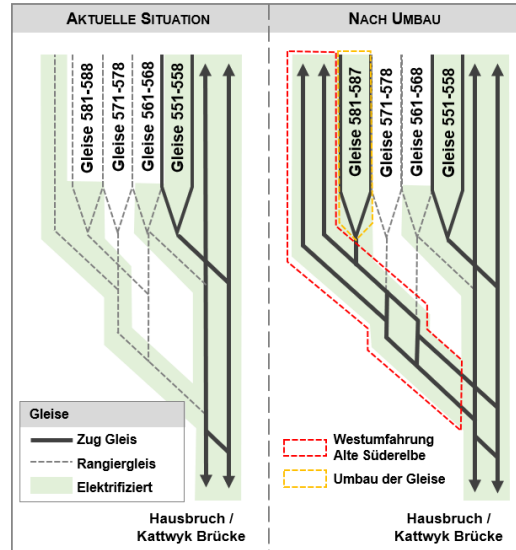 AKTUELLE SITUATION
NACH UMBAU
Gleise 581-588
Gleise 571-578
Gleise 561-568
Gleise 551-558
Gleise 581-587
Gleise 571-578
Gleise 561-568
Gleise 551-558
Gleise
Zug Gleis
Rangiergleis
Elektrifiziert
Westumfahrung
Alte Süderelbe
Umbau der Gleise
Hausbruch /
Kattwyk Brücke
Hausbruch /
Kattwyk Brücke